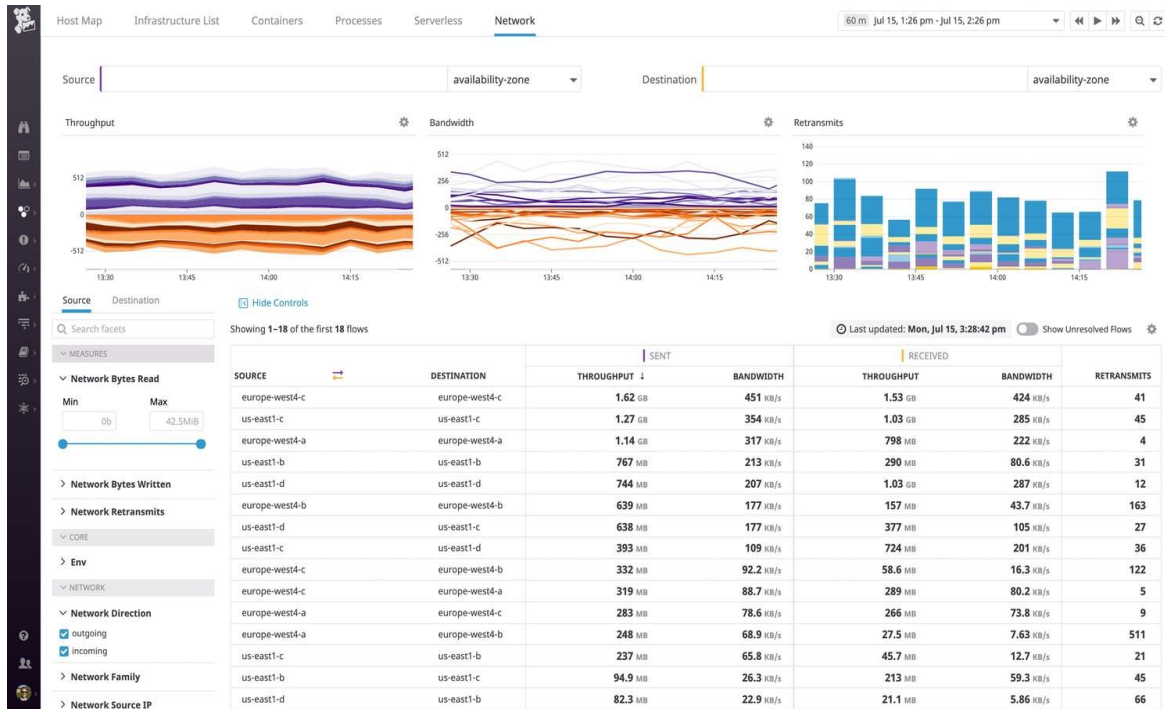 Host Map Infrastructure List Containers Processes Serverless Network 60 m Jul 15, 1:26 pm - Jul 15, 2:26 pm
Source availability-zone Destination availability-zone
Throughput
512
0
-512
13:30 13:45 14:00 14:15
Bandwidth
512
256
0
-256
-512
13:30 13:45 14:00 14:15
Retransmits
140
120
100
80
60
40
20
0
13:30 13:45 14:00 14:15
Source Destination
Search facets
MEASURES
Network Bytes Read
Min Max
0b 42.5MiB
Network Bytes Written
Network Retransmits
CORE
Env
NETWORK
Network Direction
outgoing
incoming
Network Family
Network Source IP
Hide Controls
Showing 1–18 of the first 18 flows Last updated: Mon, Jul 15, 3:28:42 pm Show Unresolved Flows
SENT RECEIVED
SOURCE DESTINATION THROUGHPUT ↓ BANDWIDTH THROUGHPUT BANDWIDTH RETRANSMITS
europe-west4-c europe-west4-c 1.62 GB 451 KB/s 1.53 GB 424 KB/s 41
us-east1-c us-east1-c 1.27 GB 354 KB/s 1.03 GB 285 KB/s 45
europe-west4-a europe-west4-a 1.14 GB 317 KB/s 798 MB 222 KB/s 4
us-east1-b us-east1-b 767 MB 213 KB/s 290 MB 80.6 KB/s 31
us-east1-d us-east1-d 744 MB 207 KB/s 1.03 GB 287 KB/s 12
europe-west4-b europe-west4-b 639 MB 177 KB/s 157 MB 43.7 KB/s 163
us-east1-d us-east1-c 638 MB 177 KB/s 377 MB 105 KB/s 27
us-east1-c us-east1-d 393 MB 109 KB/s 724 MB 201 KB/s 36
europe-west4-c europe-west4-b 332 MB 92.2 KB/s 58.6 MB 16.3 KB/s 122
europe-west4-c europe-west4-a 319 MB 88.7 KB/s 289 MB 80.2 KB/s 5
europe-west4-a europe-west4-c 283 MB 78.6 KB/s 266 MB 73.8 KB/s 9
europe-west4-a europe-west4-b 248 MB 68.9 KB/s 27.5 MB 7.63 KB/s 511
us-east1-c us-east1-b 237 MB 65.8 KB/s 45.7 MB 12.7 KB/s 21
us-east1-b us-east1-c 94.9 MB 26.3 KB/s 213 MB 59.3 KB/s 45
us-east1-d us-east1-b 82.3 MB 22.9 KB/s 21.1 MB 5.86 KB/s 66